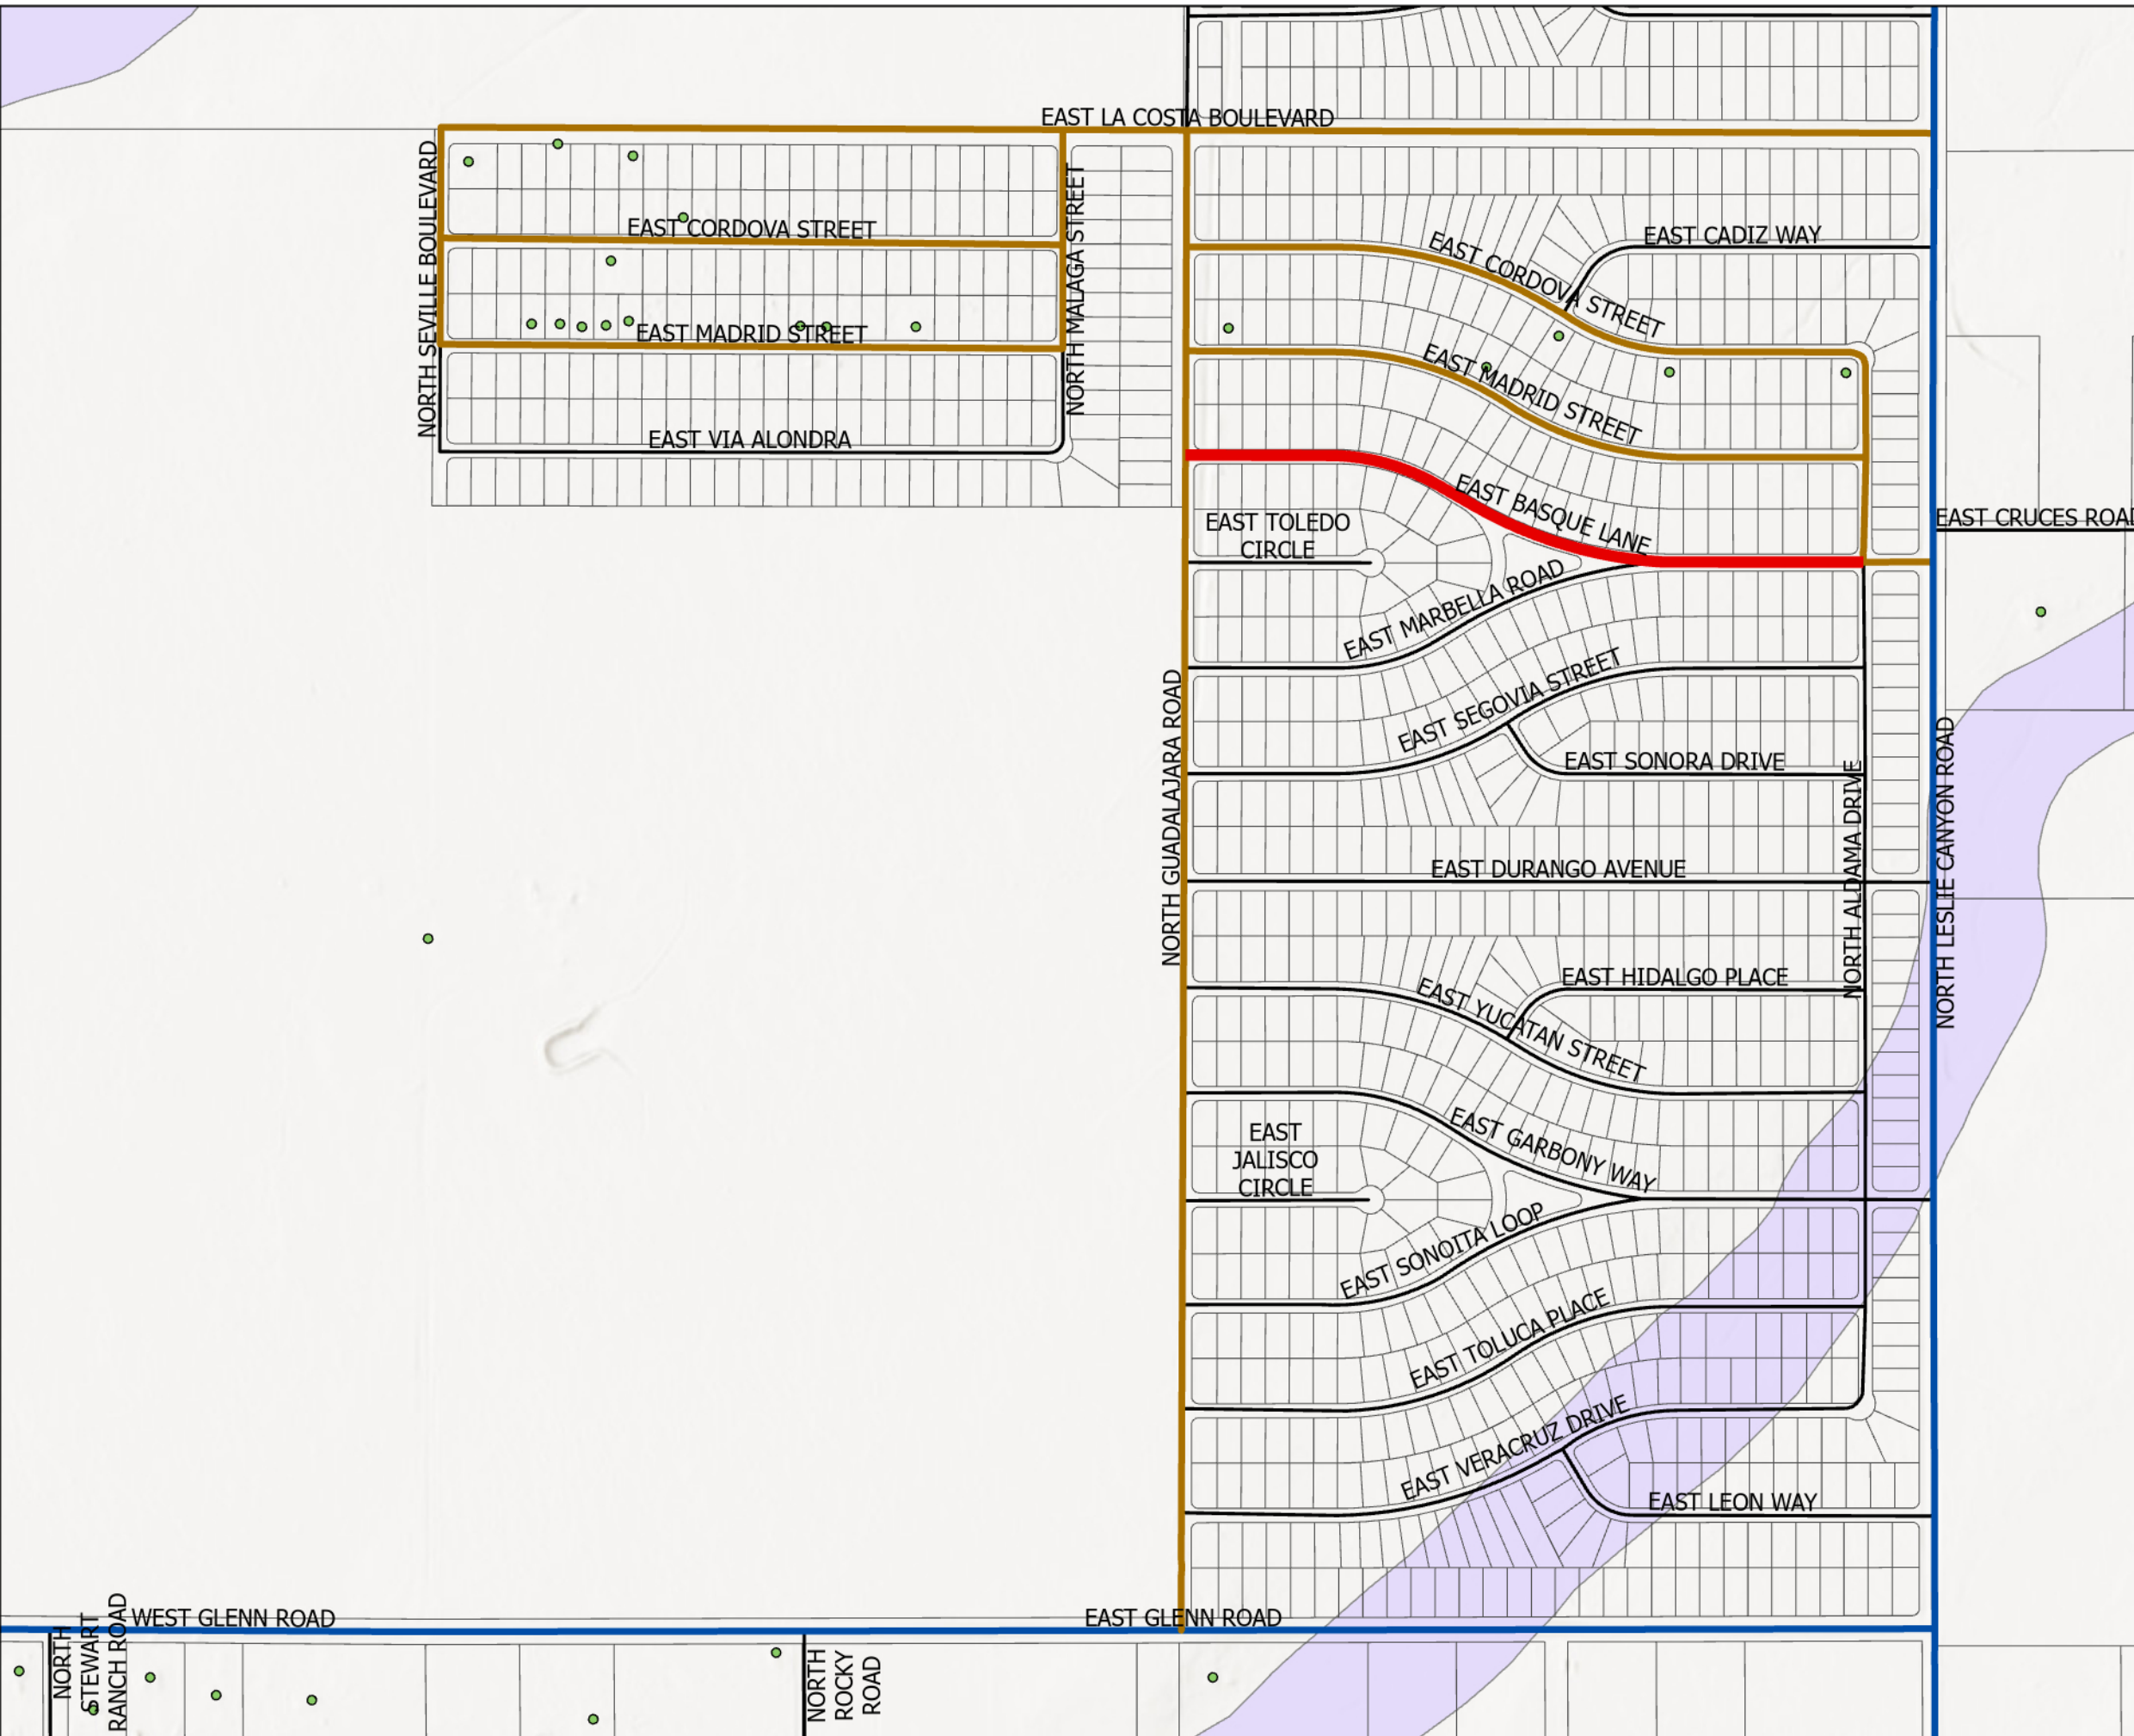 EAST LA COSTA BOULEVARD
NORTH SEVILLE BOULEVARD
NORTH MALAGA STREET
EAST CORDOVA STREET
EAST MADRID STREET
EAST VIA ALONDRA
EAST CORDOVA STREET
EAST CADIZ WAY
EAST MADRID STREET
EAST BASQUE LANE
EAST TOLEDO
CIRCLE
EAST CRUCES ROAD
EAST MARBELLA ROAD
EAST SEGOVIA STREET
EAST SONORA DRIVE
NORTH GUADALAJARA ROAD
NORTH ALDAMA DRIVE
NORTH LESLIE CANYON ROAD
EAST DURANGO AVENUE
EAST HIDALGO PLACE
EAST YUCATAN STREET
EAST GARBONY WAY
EAST
JALISCO
CIRCLE
EAST SONOITA LOOP
EAST TOLUCA PLACE
EAST VERACRUZ DRIVE
EAST LEON WAY
WEST GLENN ROAD
EAST GLENN ROAD
NORTH
STEWART
RANCH ROAD
NORTH
ROCKY
ROAD